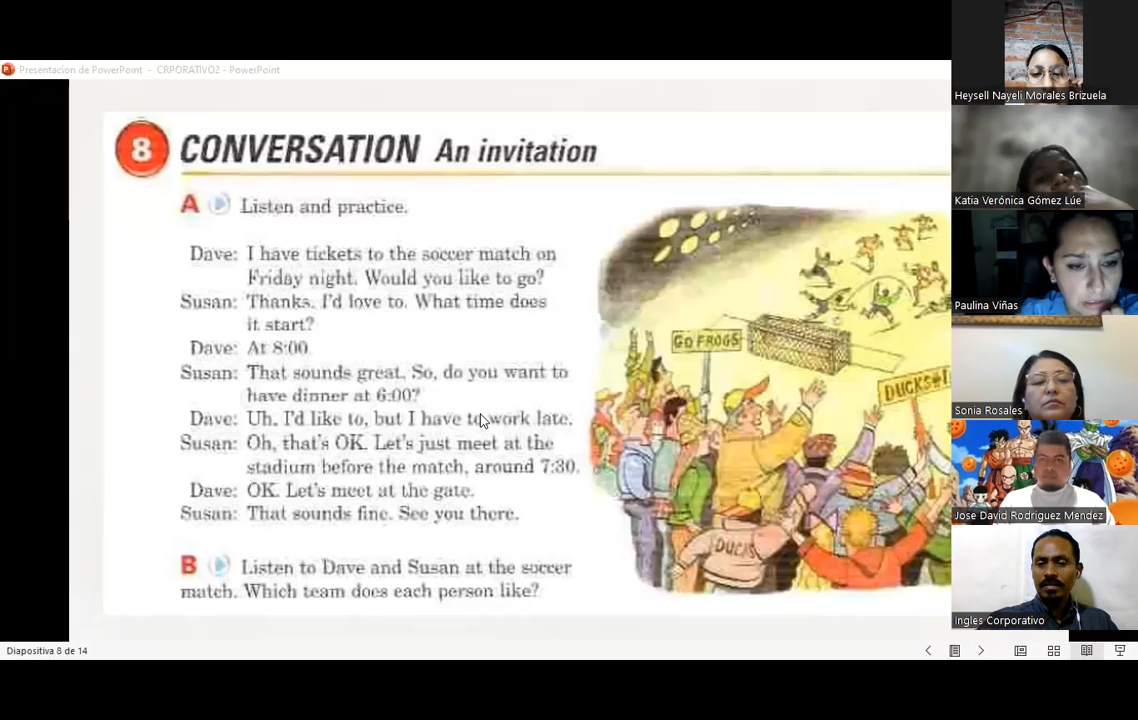 Presentación de PowerPoint - CRPORATIVO2 - PowerPoint
8 CONVERSATION An invitation
A Listen and practice.
Dave: I have tickets to the soccer match on
Friday night. Would you like to go?
Susan: Thanks. I'd love to. What time does
it start?
Dave: At 8:00
Susan: That sounds great. So, do you want to
have dinner at 6:00?
Dave: Uh, I'd like to, but I have to work late.
Susan: Oh, that's OK. Let's just meet at the
stadium before the match, around 7:30.
Dave: OK. Let's meet at the gate.
Susan: That sounds fine. See you there.
B Listen to Dave and Susan at the soccer
match. Which team does each person like?
GO FROGS
DUCKS
DUCKS
Diapositiva 8 de 14
Heysell Nayeli Morales Brizuela
Katia Verónica Gómez Lúe
Paulina Viñas
Sonia Rosales
Jose David Rodriguez Mendez
Ingles Corporativo